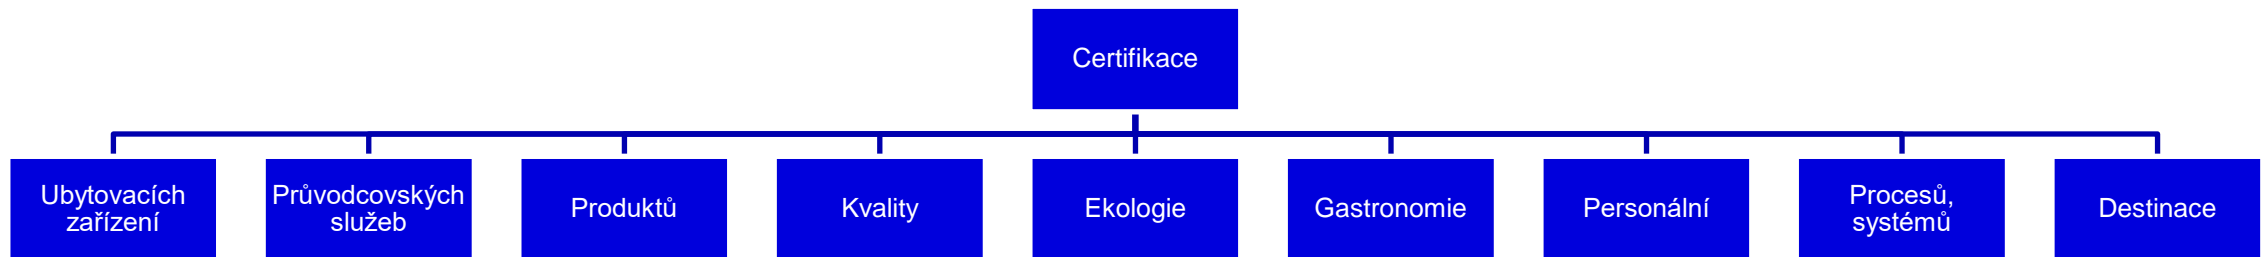 Certifikace
Ubytovacích
zařízení
Průvodcovských
služeb
Produktů
Kvality
Ekologie
Gastronomie
Personální
Procesů,
systémů
Destinace